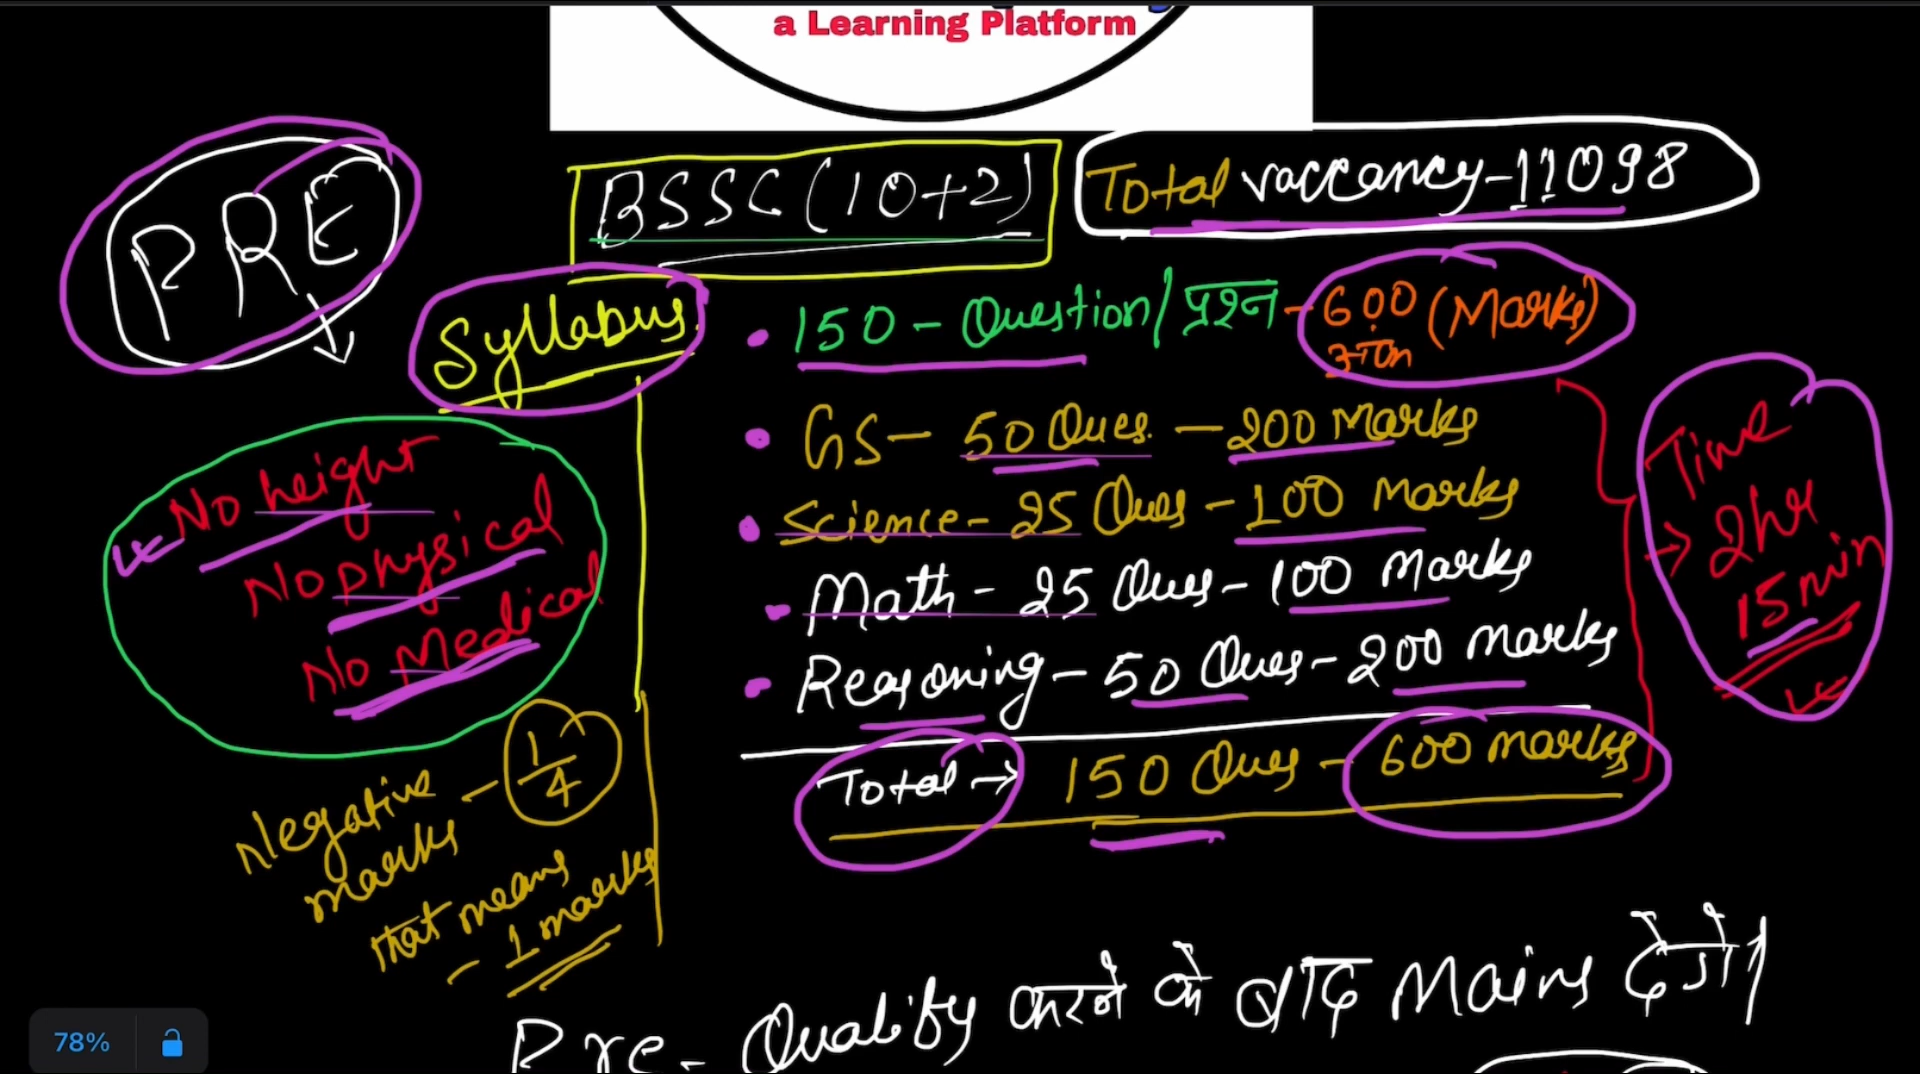 a Learning Platform
PRE
BSSC (10+2)
Total vaccancy-11098
Syllabus
150 - Question/प्रश्न - 600 (Marks)
अंक
GS - 50 Ques. - 200 Marks
Science - 25 Ques - 100 Marks
Math - 25 Ques - 100 Marks
Reasoning - 50 Ques - 200 Marks
Total → 150 Ques - 600 marks
Time
→ 2hr
15 min
No height
No physical
No Medical
Negative marks - 1/4
that means
- 1 marks
Pre - Qualify करने के बाद Mains देंगे।
78%